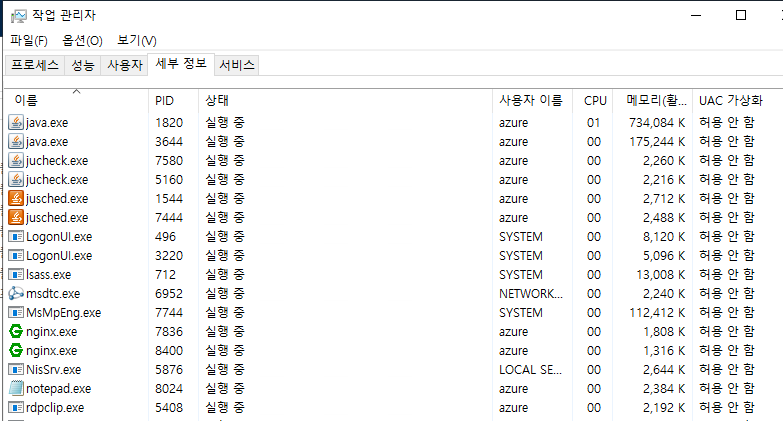 작업 관리자
파일(F) 옵션(O) 보기(V)
프로세스 성능 사용자 세부 정보 서비스
이름 PID 상태 사용자 이름 CPU 메모리(활... UAC 가상화
java.exe 1820 실행 중 azure 01 734,084 K 허용 안 함
java.exe 3644 실행 중 azure 00 175,244 K 허용 안 함
jucheck.exe 7580 실행 중 azure 00 2,260 K 허용 안 함
jucheck.exe 5160 실행 중 azure 00 2,216 K 허용 안 함
jusched.exe 1544 실행 중 azure 00 2,712 K 허용 안 함
jusched.exe 7444 실행 중 azure 00 2,488 K 허용 안 함
LogonUI.exe 496 실행 중 SYSTEM 00 8,120 K 허용 안 함
LogonUI.exe 3220 실행 중 SYSTEM 00 5,096 K 허용 안 함
lsass.exe 712 실행 중 SYSTEM 00 13,008 K 허용 안 함
msdtc.exe 6952 실행 중 NETWORK... 00 2,240 K 허용 안 함
MsMpEng.exe 7744 실행 중 SYSTEM 00 112,412 K 허용 안 함
nginx.exe 7836 실행 중 azure 00 1,808 K 허용 안 함
nginx.exe 8400 실행 중 azure 00 1,316 K 허용 안 함
NisSrv.exe 5876 실행 중 LOCAL SE... 00 2,644 K 허용 안 함
notepad.exe 8024 실행 중 azure 00 2,384 K 허용 안 함
rdpclip.exe 5408 실행 중 azure 00 2,192 K 허용 안 함